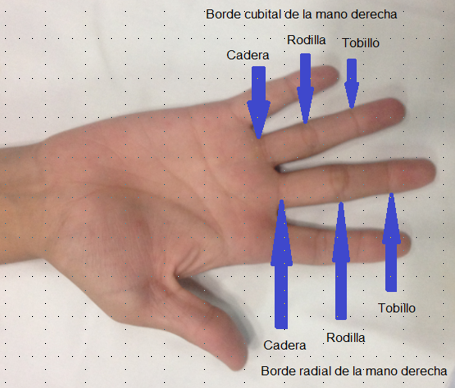 Borde cubital de la mano derecha
Cadera
Rodilla
Tobillo
Cadera
Rodilla
Tobillo
Borde radial de la mano derecha